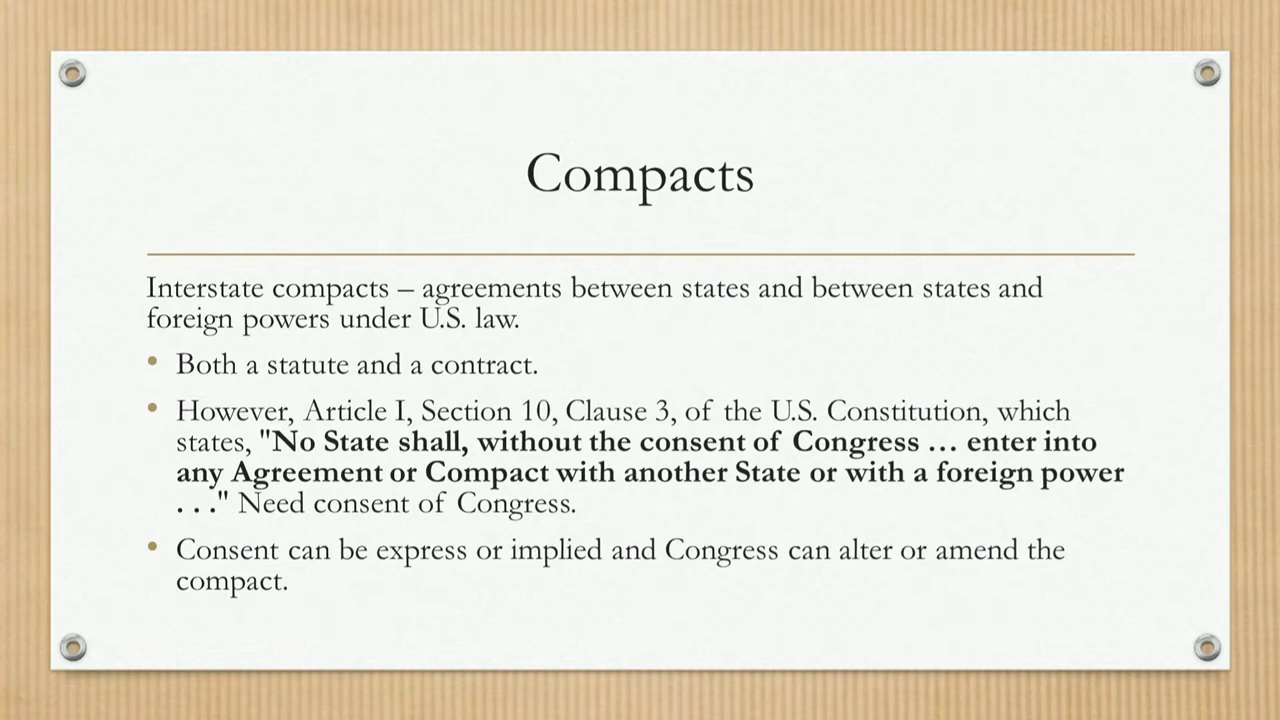 Compacts
Interstate compacts – agreements between states and between states and
foreign powers under U.S. law.
• Both a statute and a contract.
• However, Article I, Section 10, Clause 3, of the U.S. Constitution, which
states, "No State shall, without the consent of Congress … enter into
any Agreement or Compact with another State or with a foreign power
. . ." Need consent of Congress.
• Consent can be express or implied and Congress can alter or amend the
compact.